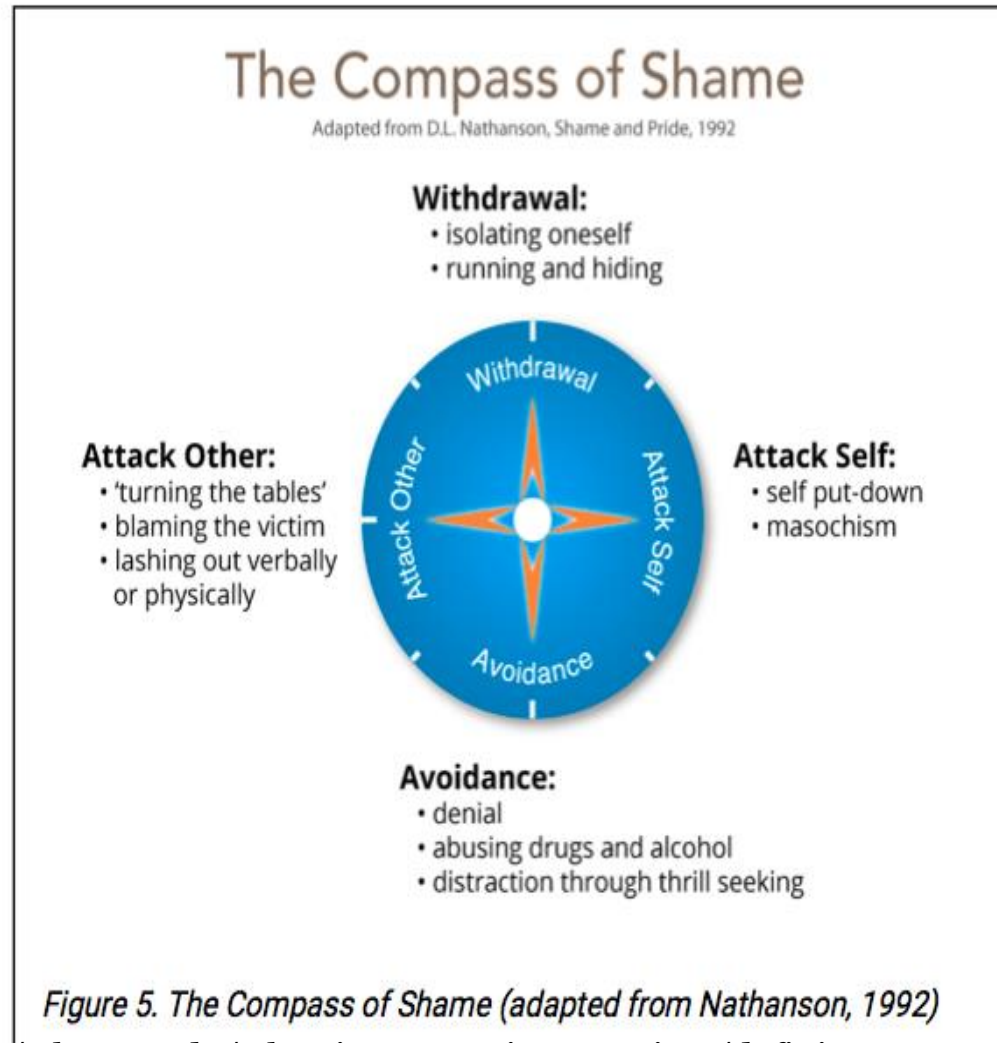 The Compass of Shame
Adapted from D.L. Nathanson, Shame and Pride, 1992
Withdrawal:
• isolating oneself
• running and hiding
Withdrawal
Attack Other:
• 'turning the tables'
• blaming the victim
• lashing out verbally
or physically
Attack Other
Attack Self
Attack Self:
• self put-down
• masochism
Avoidance
Avoidance:
• denial
• abusing drugs and alcohol
• distraction through thrill seeking
Figure 5. The Compass of Shame (adapted from Nathanson, 1992)